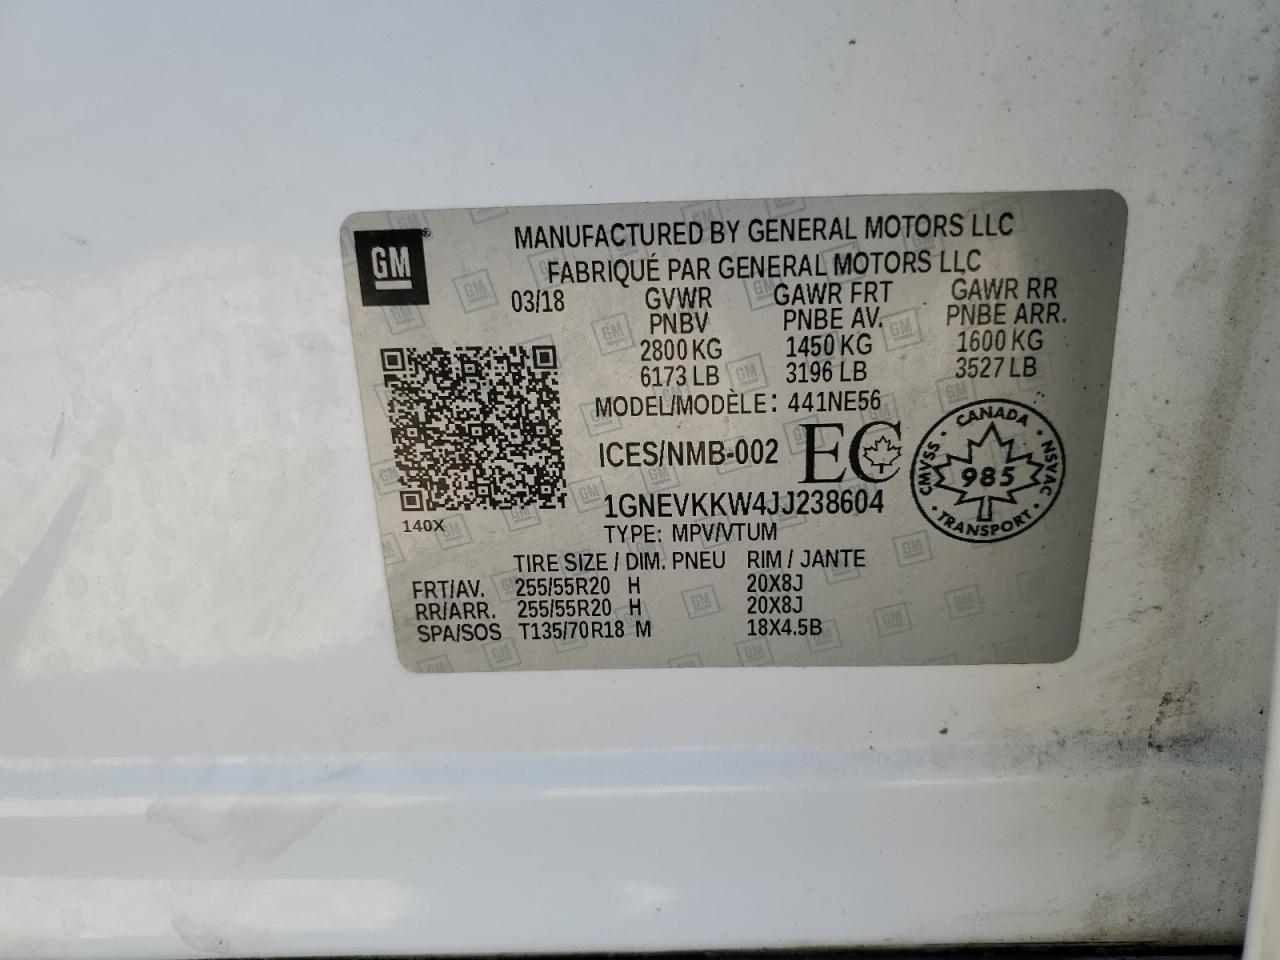 MANUFACTURED BY GENERAL MOTORS LLC
GM®
FABRIQUÉ PAR GENERAL MOTORS LLC
03/18 GVWR GAWR FRT GAWR RR
PNBV PNBE AV. PNBE ARR.
2800 KG 1450 KG 1600 KG
6173 LB 3196 LB 3527 LB
MODEL/MODÈLE: 441NE56
ICES/NMB-002 EC
CANADA
CMVSS 985 NSVAC
TRANSPORT
1GNEVKKW4JJ238604
140X
TYPE: MPV/VTUM
TIRE SIZE / DIM. PNEU RIM / JANTE
FRT/AV. 255/55R20 H 20X8J
RR/ARR. 255/55R20 H 20X8J
SPA/SOS T135/70R18 M 18X4.5B